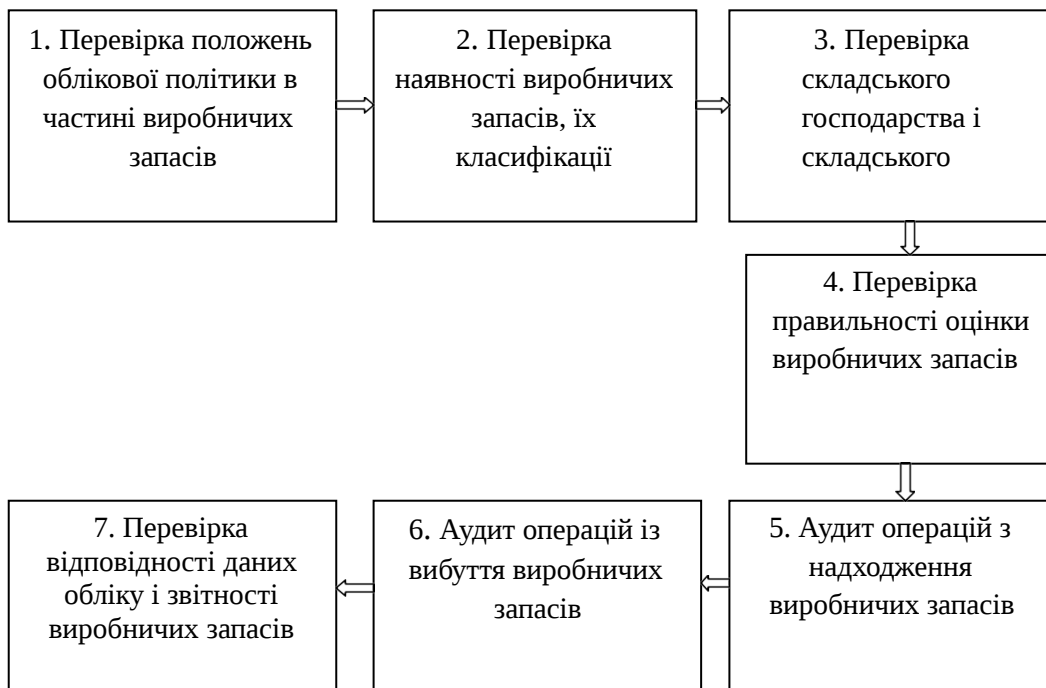 1. Перевірка положень
облікової політики в
частині виробничих
запасів
2. Перевірка
наявності виробничих
запасів, їх
класифікації
3. Перевірка
складського
господарства і
складського
4. Перевірка
правильності оцінки
виробничих запасів
5. Аудит операцій з
надходження
виробничих запасів
6. Аудит операцій із
вибуття виробничих
запасів
7. Перевірка
відповідності даних
обліку і звітності
виробничих запасів